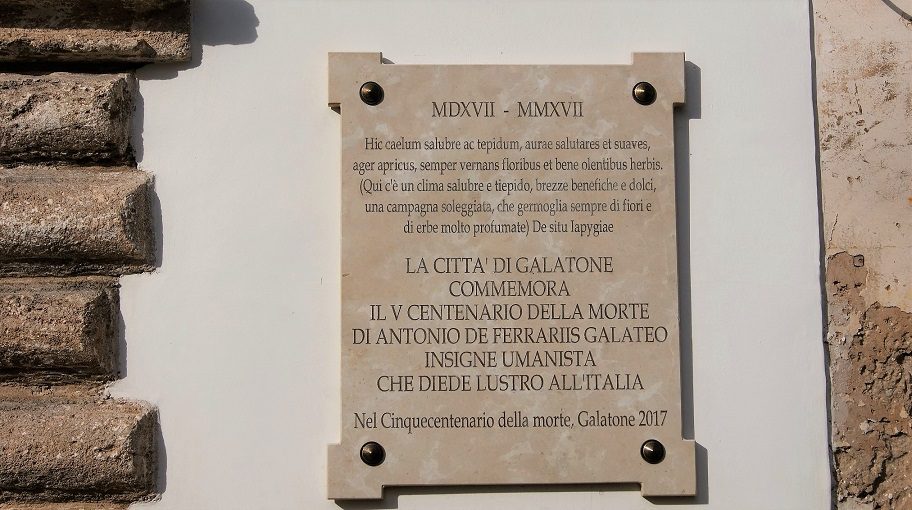 MDXVII - MMXVII
Hic caelum salubre ac tepidum, aurae salutares et suaves,
ager apricus, semper vernans floribus et bene olentibus herbis.
(Qui c'è un clima salubre e tiepido, brezze benefiche e dolci,
una campagna soleggiata, che germoglia sempre di fiori e
di erbe molto profumate) De situ Iapygiae
LA CITTA' DI GALATONE
COMMEMORA
IL V CENTENARIO DELLA MORTE
DI ANTONIO DE FERRARIIS GALATEO
INSIGNE UMANISTA
CHE DIEDE LUSTRO ALL'ITALIA
Nel Cinquecentenario della morte, Galatone 2017